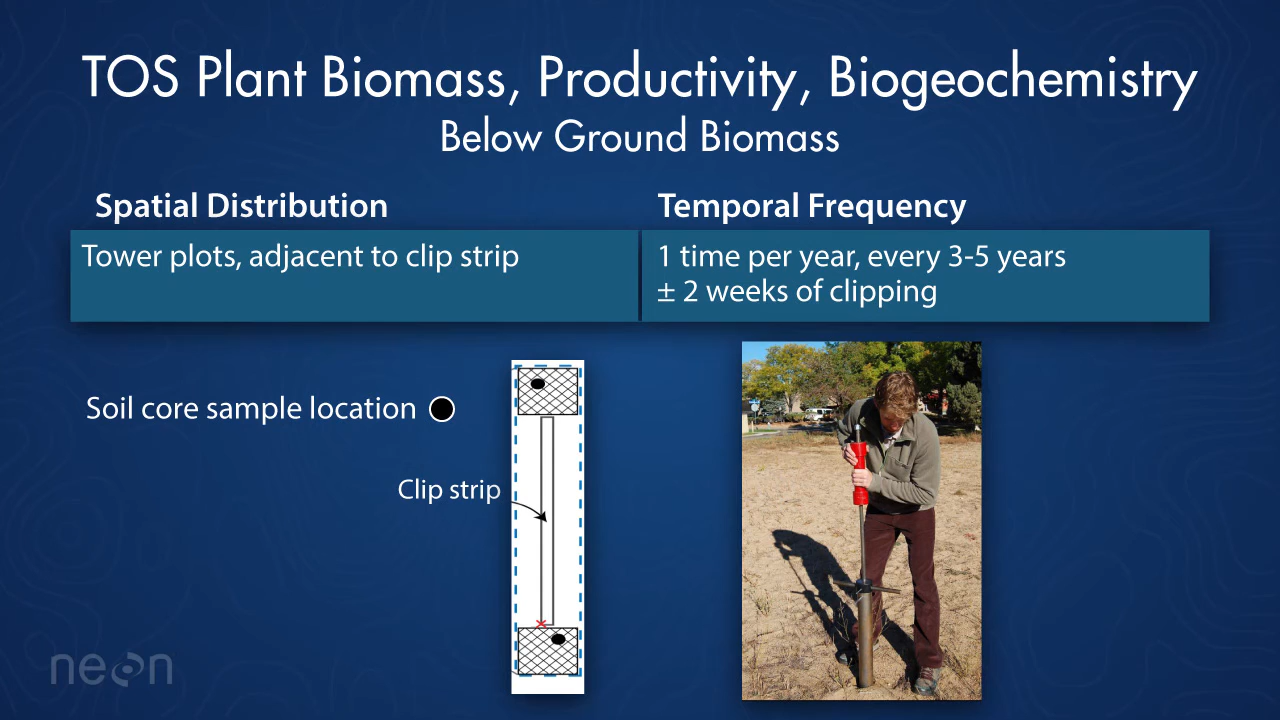 TOS Plant Biomass, Productivity, Biogeochemistry
Below Ground Biomass
Spatial Distribution
Temporal Frequency
Tower plots, adjacent to clip strip
1 time per year, every 3-5 years
± 2 weeks of clipping
Soil core sample location
Clip strip
neon